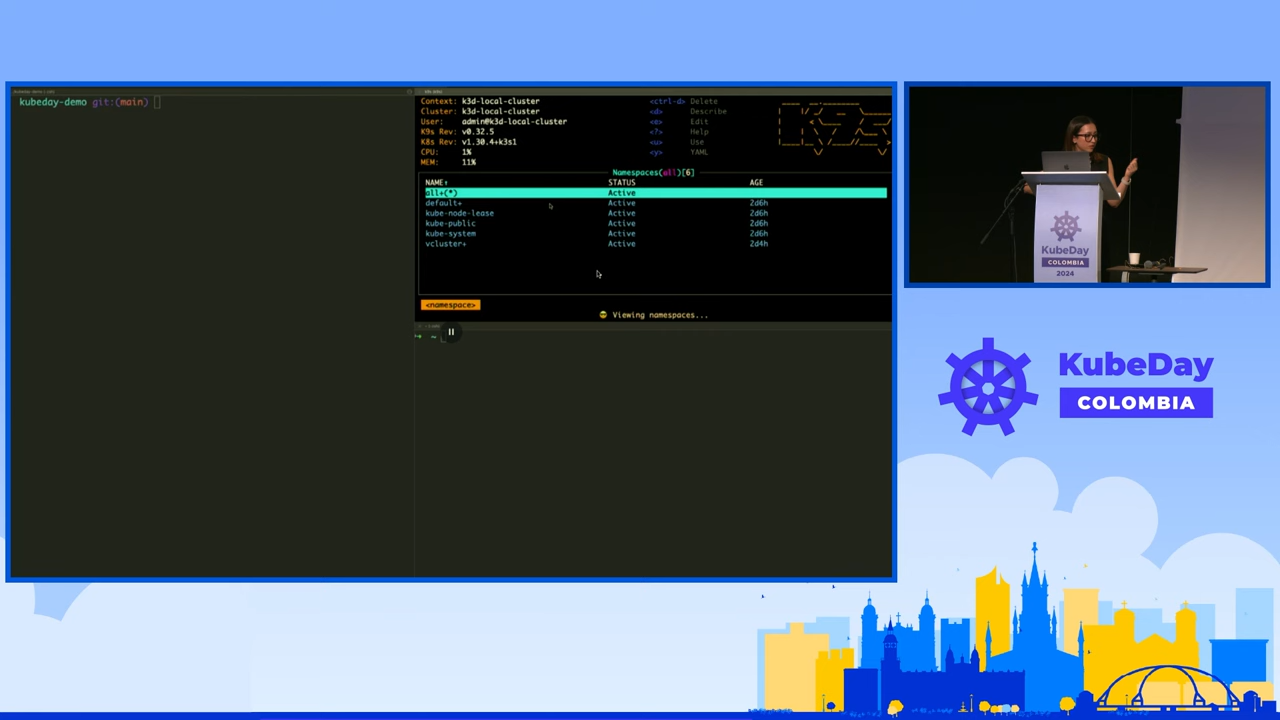 kubeday-demo git:(main)
Context: k3d-local-cluster
Cluster: k3d-local-cluster
User: admin@k3d-local-cluster
K9s Rev: v0.32.5
K8s Rev: v1.30.4+k3s1
CPU: 1%
MEM: 11%
<ctrl-d> Delete
<d> Describe
<e> Edit
<?> Help
<u> Use
<y> YAML
Namespaces(all)[6]
NAME↑ STATUS AGE
all+(*) Active
default+ Active 2d6h
kube-node-lease Active 2d6h
kube-public Active 2d6h
kube-system Active 2d6h
vcluster+ Active 2d4h
<namespace>
Viewing namespaces...
~
KubeDay
COLOMBIA
2024
KubeDay
COLOMBIA